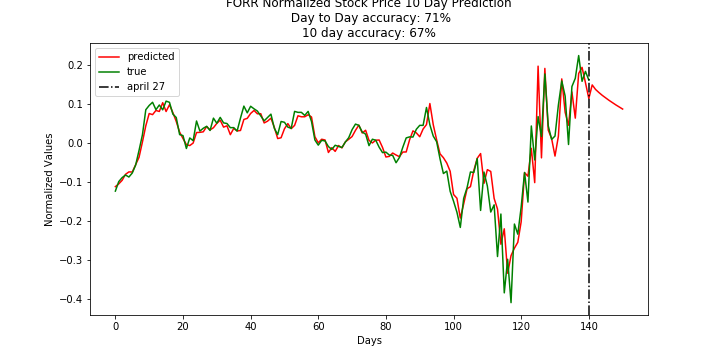 FORR Normalized Stock Price 10 Day Prediction
Day to Day accuracy: 71%
10 day accuracy: 67%
predicted
true
april 27
Normalized Values
0.2
0.1
0.0
−0.1
−0.2
−0.3
−0.4
0 20 40 60 80 100 120 140
Days